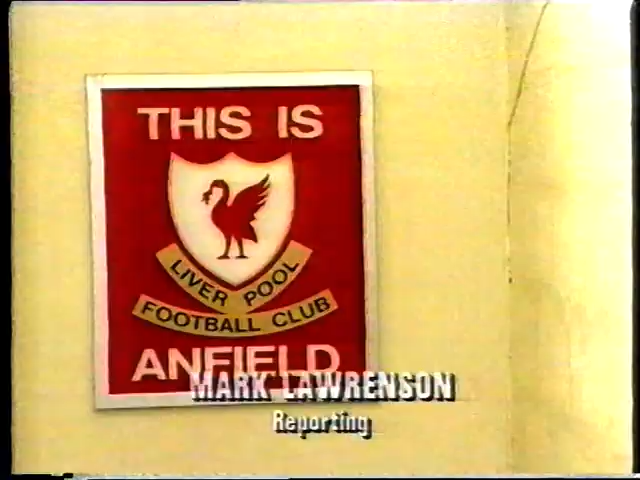 THIS IS
LIVER POOL
FOOTBALL CLUB
ANFIELD
MARK LAWRENSON
Reporting